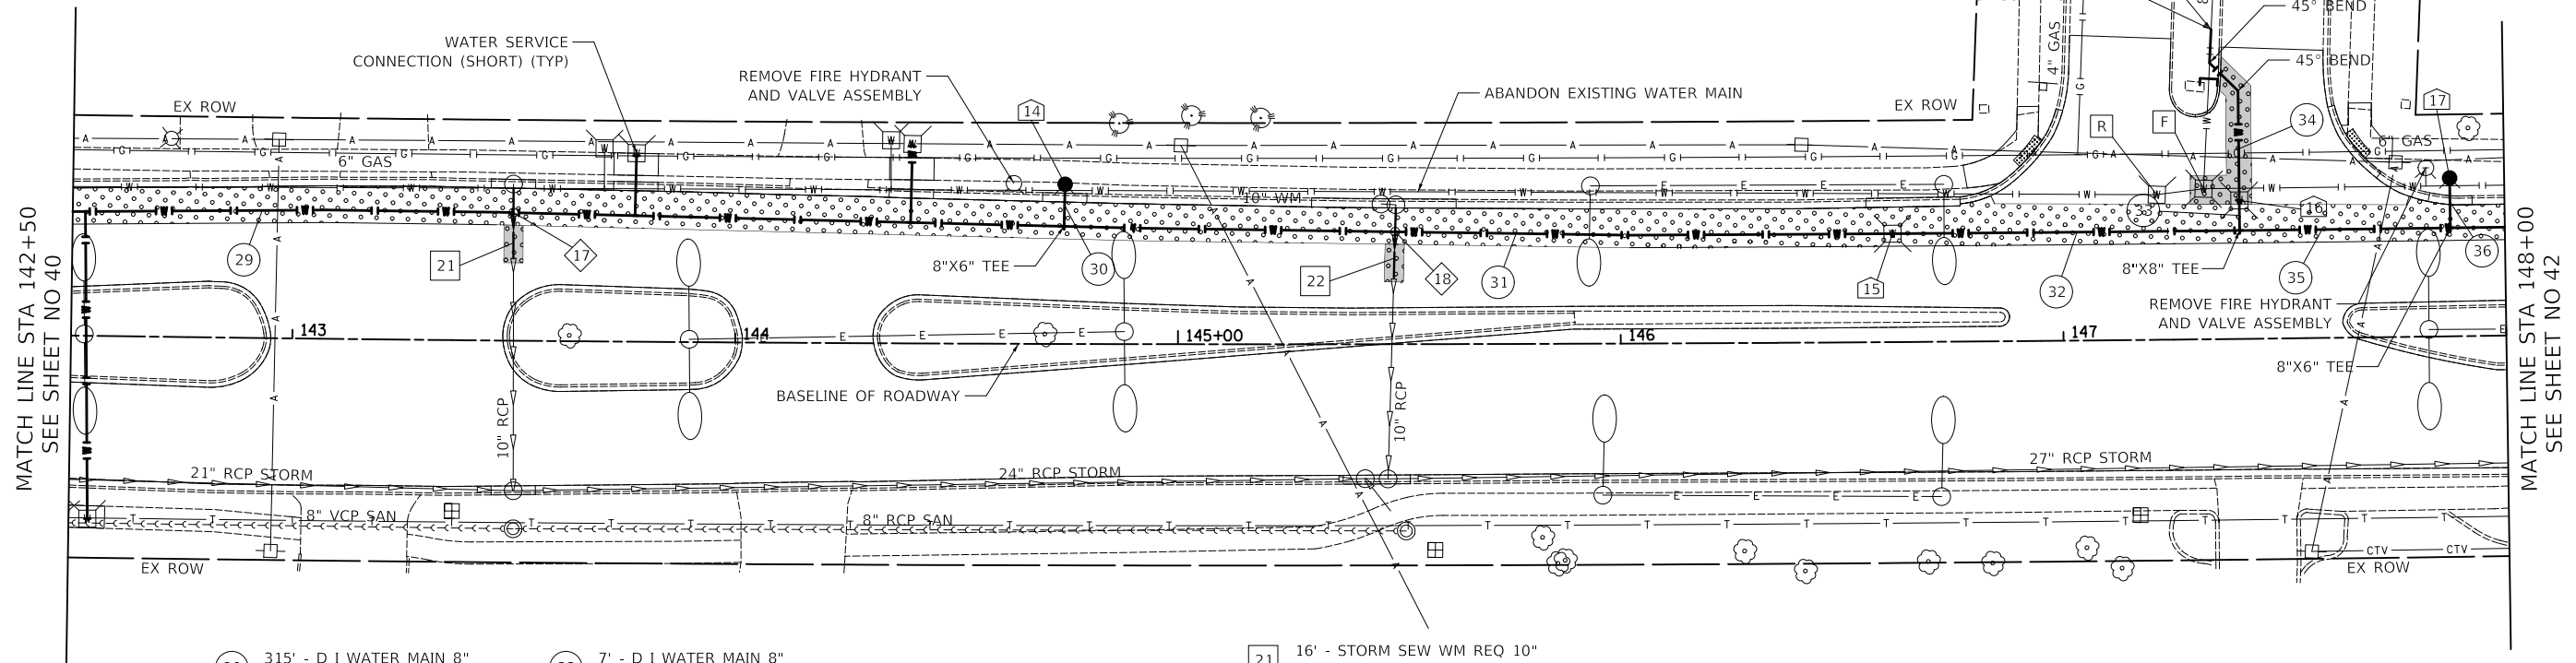 45° BEND
WATER SERVICE
CONNECTION (SHORT) (TYP)
4" GAS
45° BEND
REMOVE FIRE HYDRANT
AND VALVE ASSEMBLY
14
ABANDON EXISTING WATER MAIN
EX ROW
EX ROW
17
R
F
34
6" GAS
6" GAS
10" WM
33
16
MATCH LINE STA 142+50
SEE SHEET NO 40
29
21
17
8"X6" TEE
30
22
18
31
15
32
8"X8" TEE
35
36
MATCH LINE STA 148+00
SEE SHEET NO 42
REMOVE FIRE HYDRANT
AND VALVE ASSEMBLY
143
144
145+00
146
147
8"X6" TEE
BASELINE OF ROADWAY
10" RCP
10" RCP
21" RCP STORM
24" RCP STORM
27" RCP STORM
8" VCP SAN
8" RCP SAN
CTV
CTV
EX ROW
EX ROW
315' - D I WATER MAIN 8"
7' - D I WATER MAIN 8"
21
16' - STORM SEW WM REQ 10"